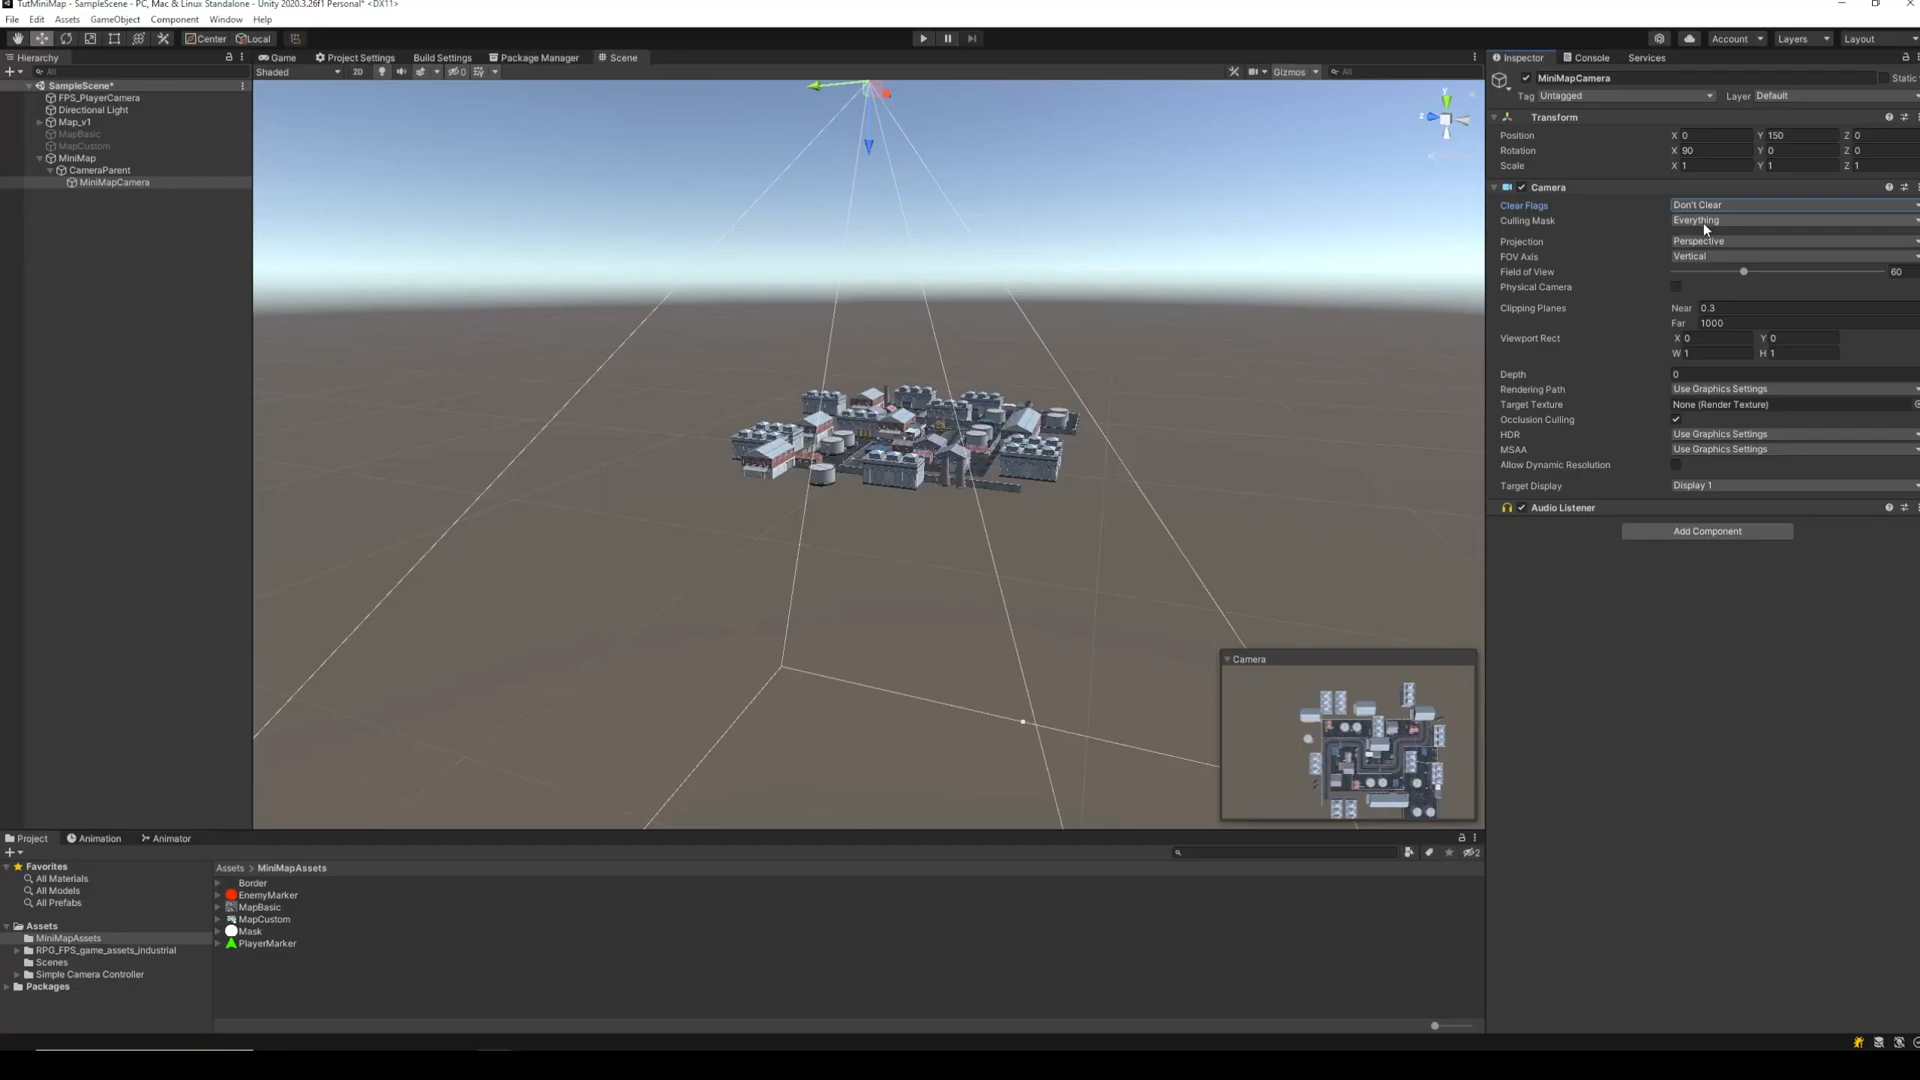 TutMiniMap - SampleScene - PC, Mac & Linux Standalone - Unity 2020.3.26f1 Personal* <DX11>
File Edit Assets GameObject Component Window Help
Center Local Account Layers Layout
Hierarchy
All
SampleScene*
FPS_PlayerCamera
Directional Light
Map_v1
MapBasic
MapCustom
MiniMap
CameraParent
MiniMapCamera
Game Project Settings Build Settings Package Manager Scene
Shaded 2D 0 Gizmos All
y
z
Camera
Inspector Console Services
MiniMapCamera Static
Tag Untagged Layer Default
Transform
Position X 0 Y 150 Z 0
Rotation X 90 Y 0 Z 0
Scale X 1 Y 1 Z 1
Camera
Clear Flags Don't Clear
Culling Mask Everything
Projection Perspective
FOV Axis Vertical
Field of View 60
Physical Camera
Clipping Planes Near 0.3
Far 1000
Viewport Rect X 0 Y 0
W 1 H 1
Depth 0
Rendering Path Use Graphics Settings
Target Texture None (Render Texture)
Occlusion Culling
HDR Use Graphics Settings
MSAA Use Graphics Settings
Allow Dynamic Resolution
Target Display Display 1
Audio Listener
Add Component
Project Animation Animator
2
Favorites
All Materials
All Models
All Prefabs
Assets
MiniMapAssets
RPG_FPS_game_assets_industrial
Scenes
Simple Camera Controller
Packages
Assets > MiniMapAssets
Border
EnemyMarker
MapBasic
MapCustom
Mask
PlayerMarker